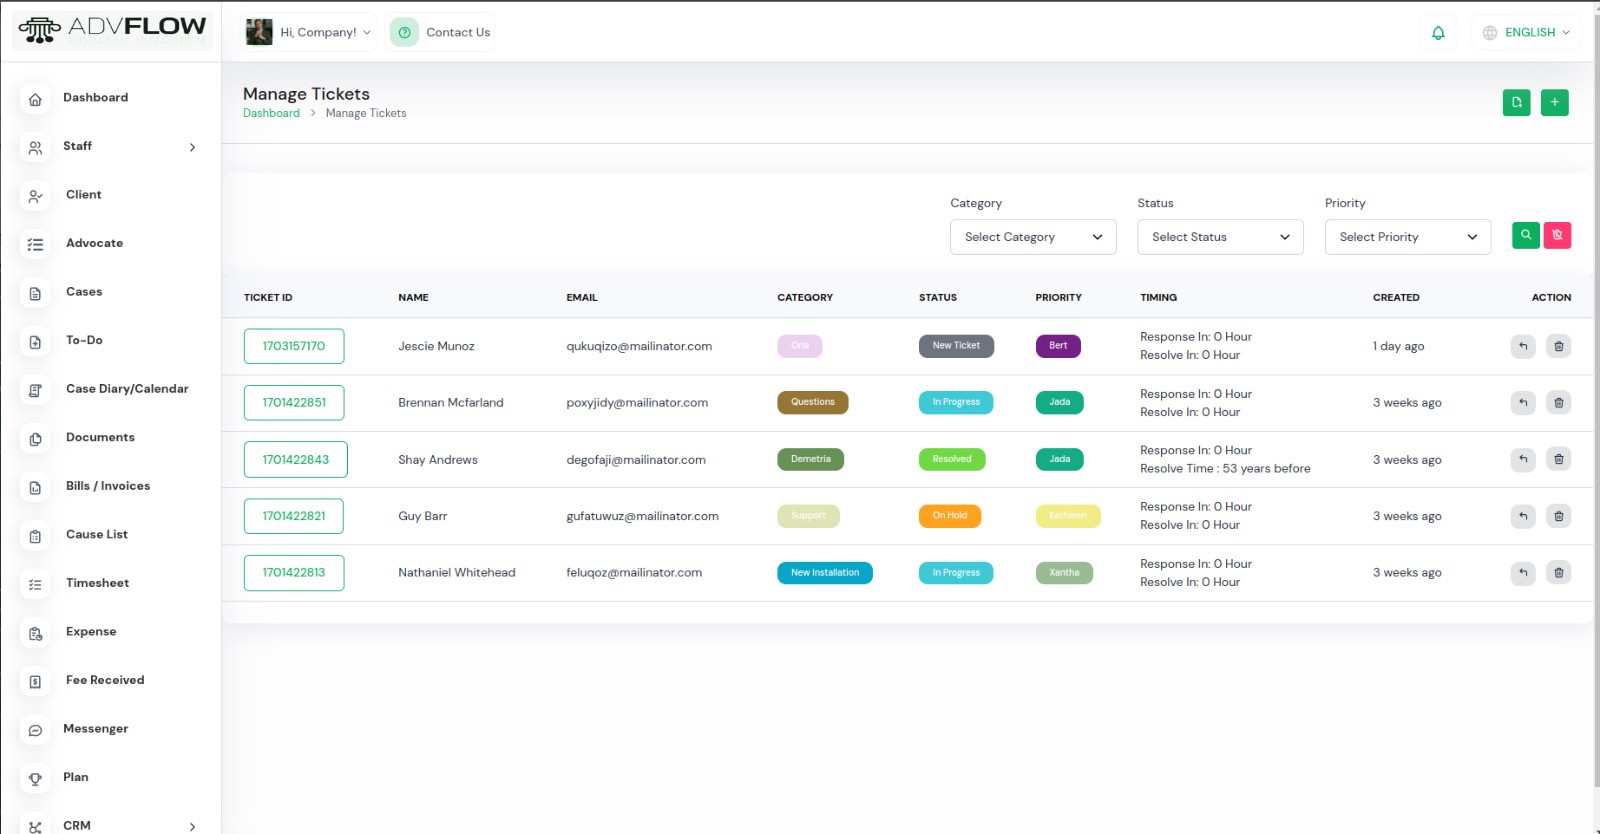 ADVFLOW
Hi, Company!
Contact Us
ENGLISH
Dashboard
Staff
Client
Advocate
Cases
To-Do
Case Diary/Calendar
Documents
Bills / Invoices
Cause List
Timesheet
Expense
Fee Received
Messenger
Plan
CRM
Manage Tickets
Dashboard > Manage Tickets
Category Status Priority
Select Category Select Status Select Priority
TICKET ID NAME EMAIL CATEGORY STATUS PRIORITY TIMING CREATED ACTION
1703157170 Jescie Munoz qukuqizo@mailinator.com Orla New Ticket Bert Response In: 0 Hour 1 day ago
Resolve In: 0 Hour
1701422851 Brennan Mcfarland poxyjidy@mailinator.com Questions In Progress Jada Response In: 0 Hour 3 weeks ago
Resolve In: 0 Hour
1701422843 Shay Andrews degofaji@mailinator.com Demetria Resolved Jada Response In: 0 Hour 3 weeks ago
Resolve Time : 53 years before
1701422821 Guy Barr gufatuwuz@mailinator.com Support On Hold Kathleen Response In: 0 Hour 3 weeks ago
Resolve In: 0 Hour
1701422813 Nathaniel Whitehead feluqoz@mailinator.com New Installation In Progress Xantha Response In: 0 Hour 3 weeks ago
Resolve In: 0 Hour